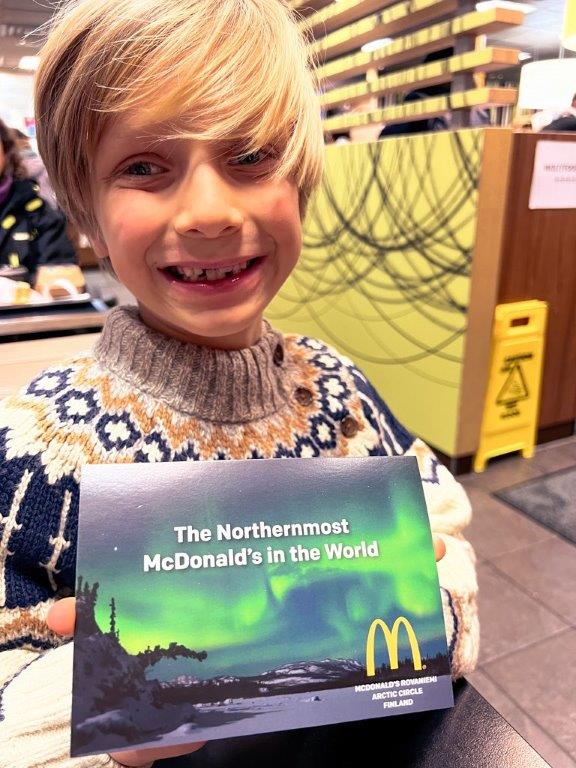 The Northernmost
McDonald's in the World
MCDONALD'S ROVANIEMI
ARCTIC CIRCLE
FINLAND